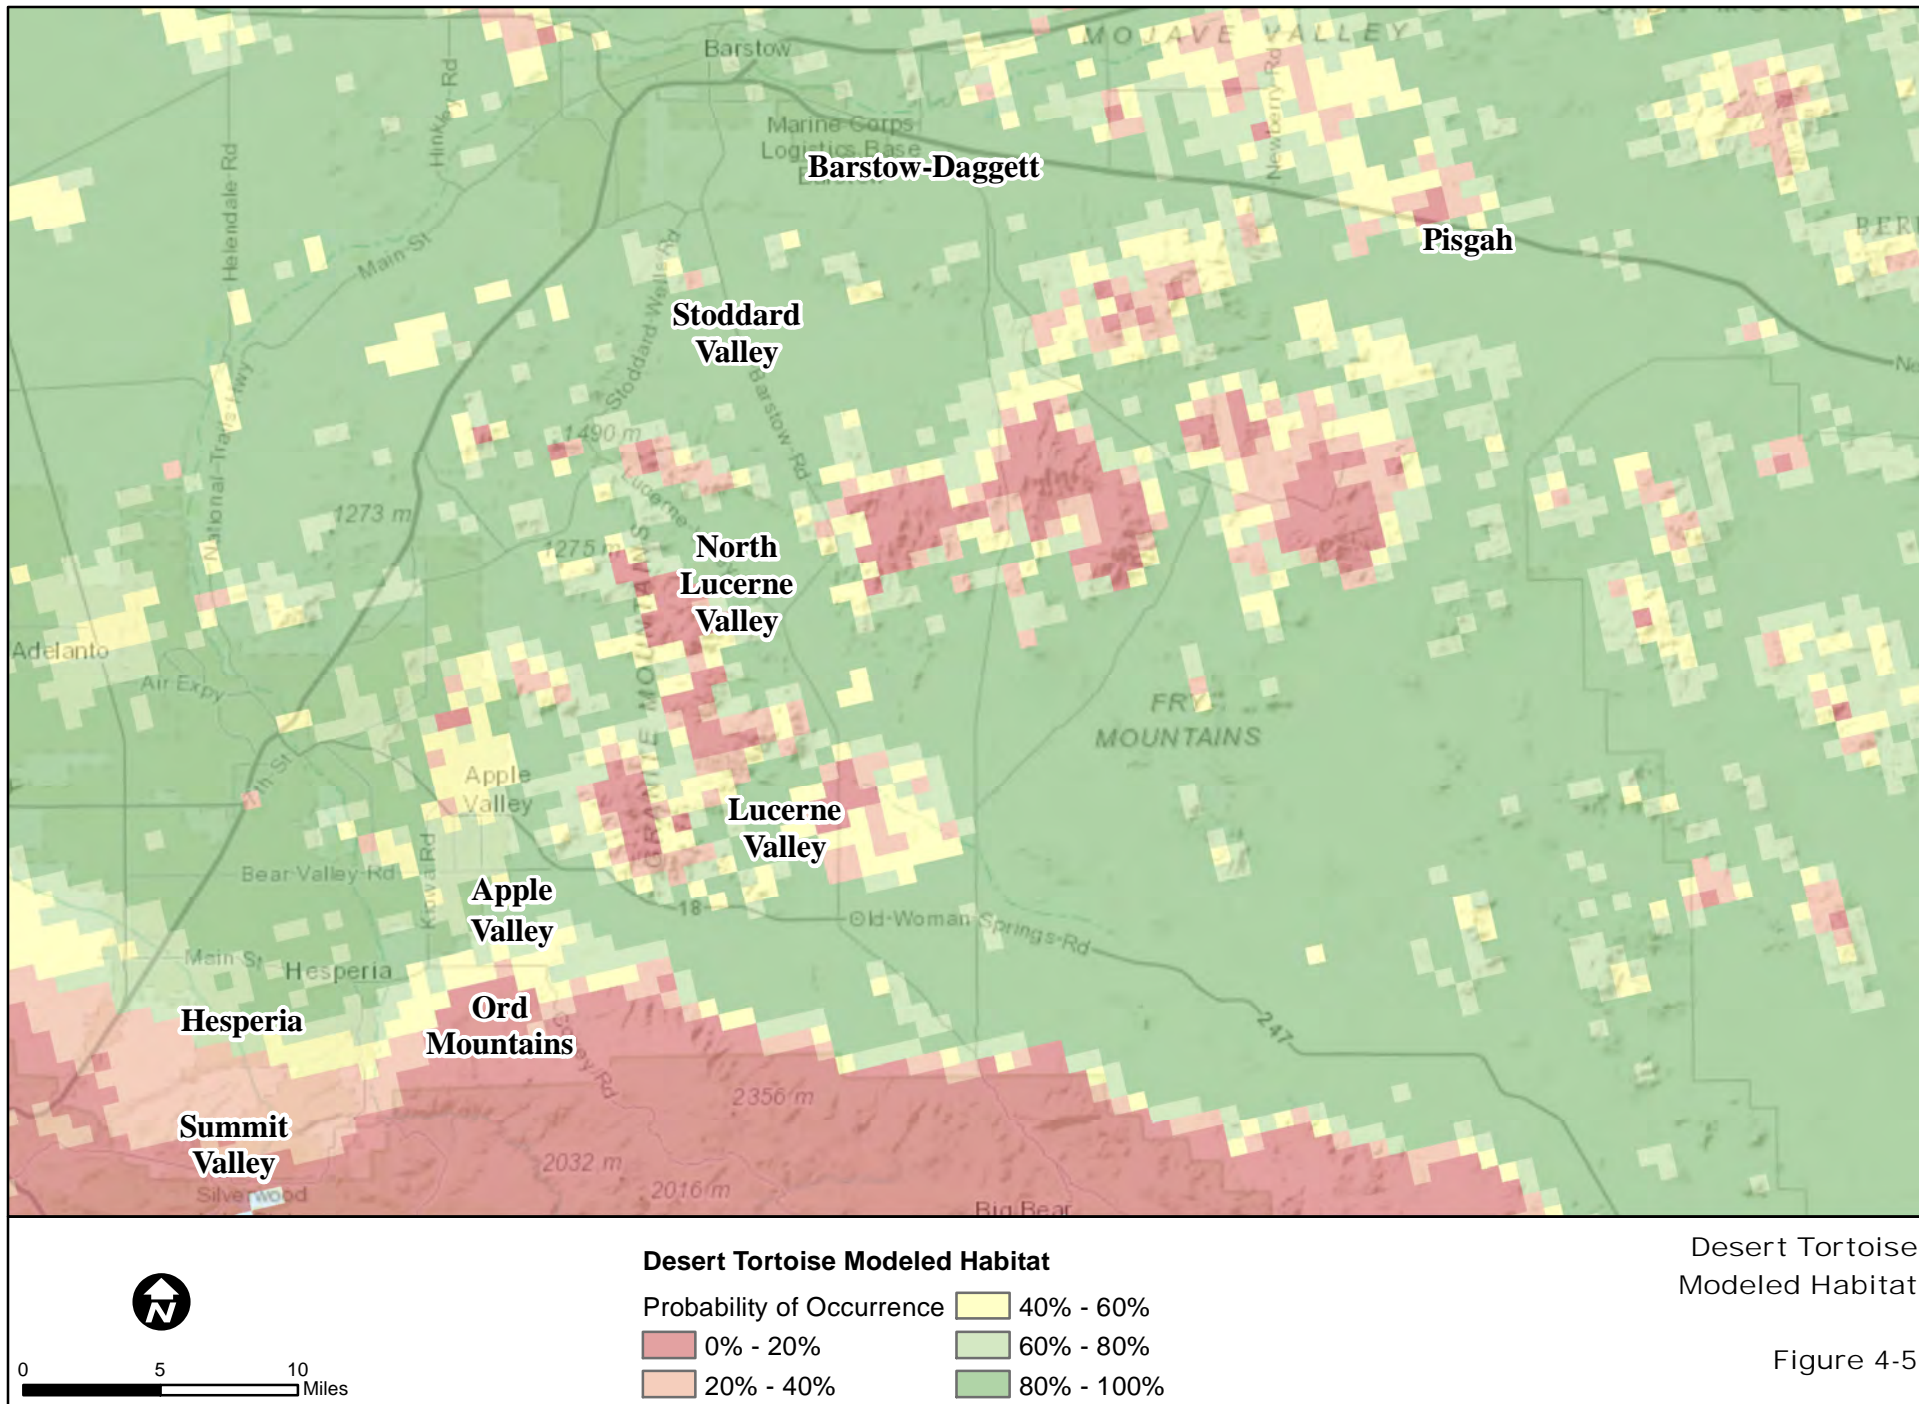 Barstow
MOJAVE VALLEY
Hinkley Rd
Helendale Rd
Newberry Rd
Marine Corps
Logistics Base
Barstow
Barstow-Daggett
Pisgah
Main St
Stoddard Wells Rd
Stoddard
Valley
Barstow Rd
National Trails Hwy
1490 m
1273 m
1275 m
North
Lucerne
Valley
GRANITE MOUNTAINS
Adelanto
Air Expy
FRY
MOUNTAINS
Apple
Valley
Lucerne
Valley
Bear Valley Rd
Kiowa Rd
Apple
Valley
18
Old Woman Springs Rd
Main St
Hesperia
Hesperia
Ord
Mountains
247
2356 m
Summit
Valley
2032 m
2016 m
Silverwood
Big Bear
Desert Tortoise Modeled Habitat
Probability of Occurrence
0% - 20%
20% - 40%
40% - 60%
60% - 80%
80% - 100%
N
0 5 10
Miles
Desert Tortoise
Modeled Habitat
Figure 4-5